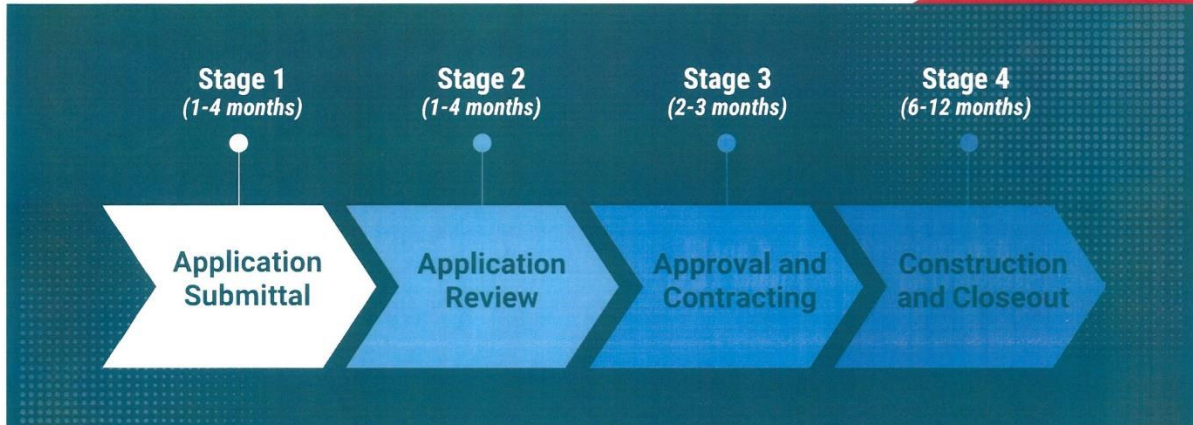 Stage 1
(1-4 months)
Stage 2
(1-4 months)
Stage 3
(2-3 months)
Stage 4
(6-12 months)
Application
Submittal
Application
Review
Approval and
Contracting
Construction
and Closeout